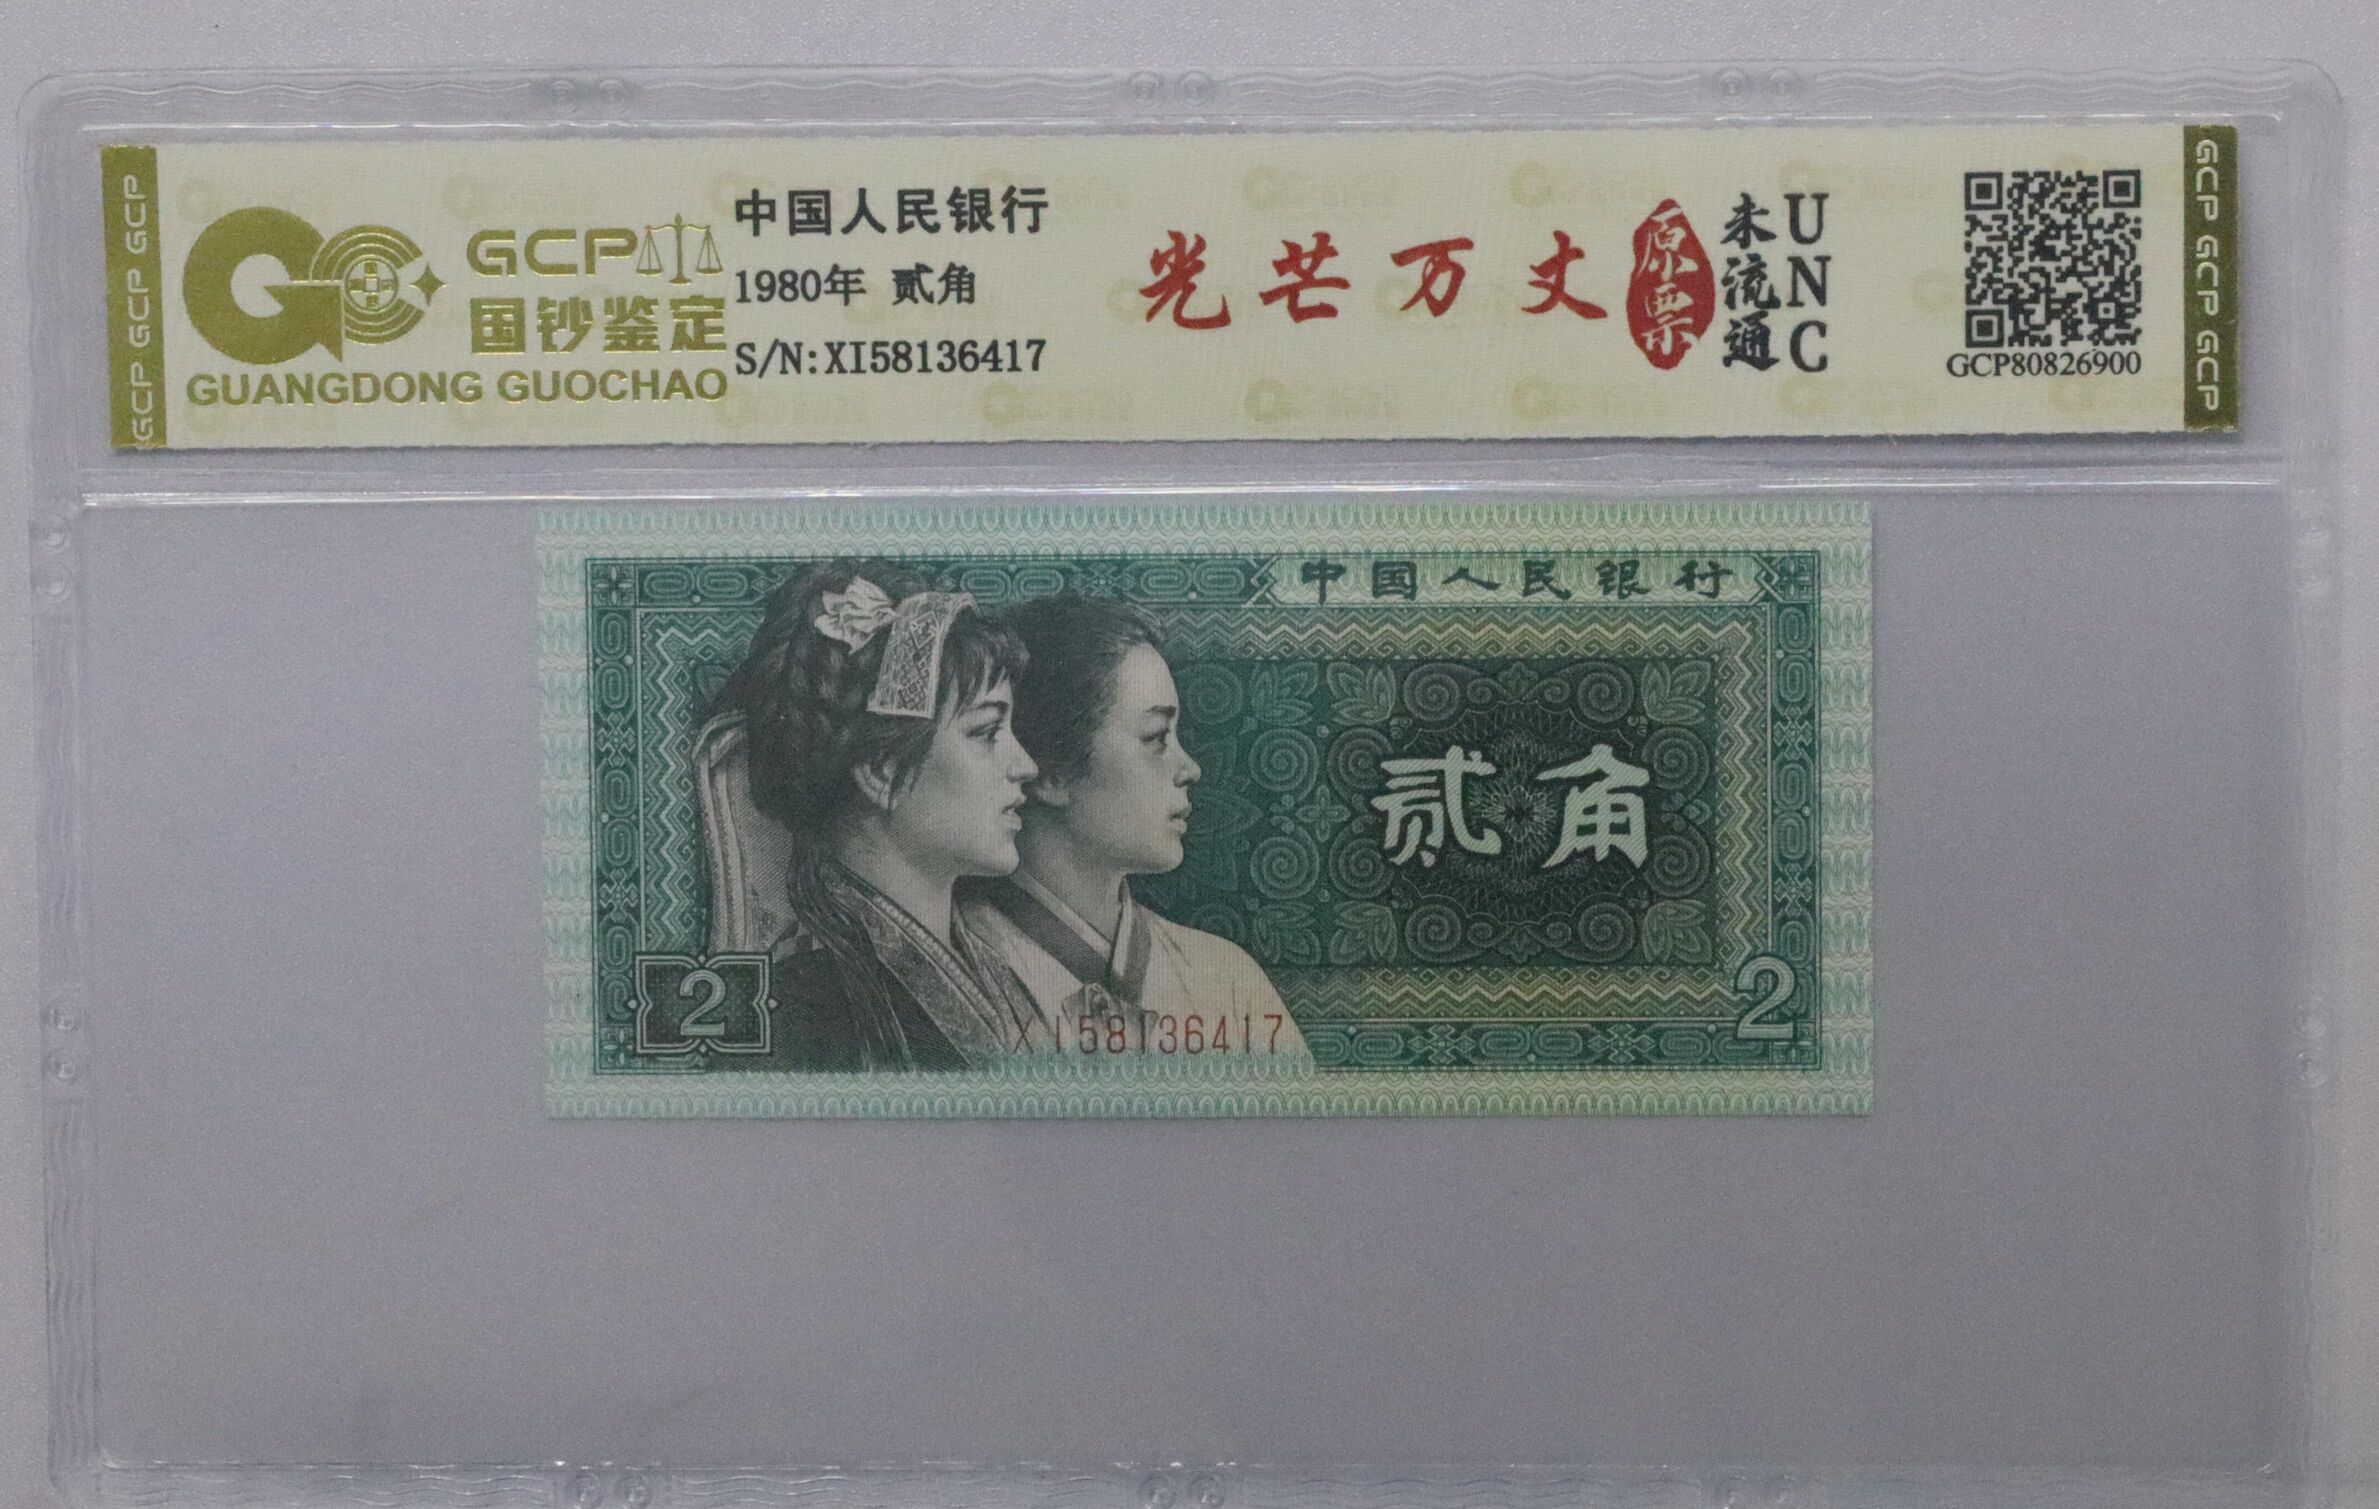 GCP GCP GCP
GCP
国钞鉴定
GUANGDONG GUOCHAO
中国人民银行
1980年 贰角
S/N:XI58136417
光芒万丈
原票
未流通
UNC
GCP80826900
GCP GCP GCP
中国人民银行
贰角
2
XI58136417
2